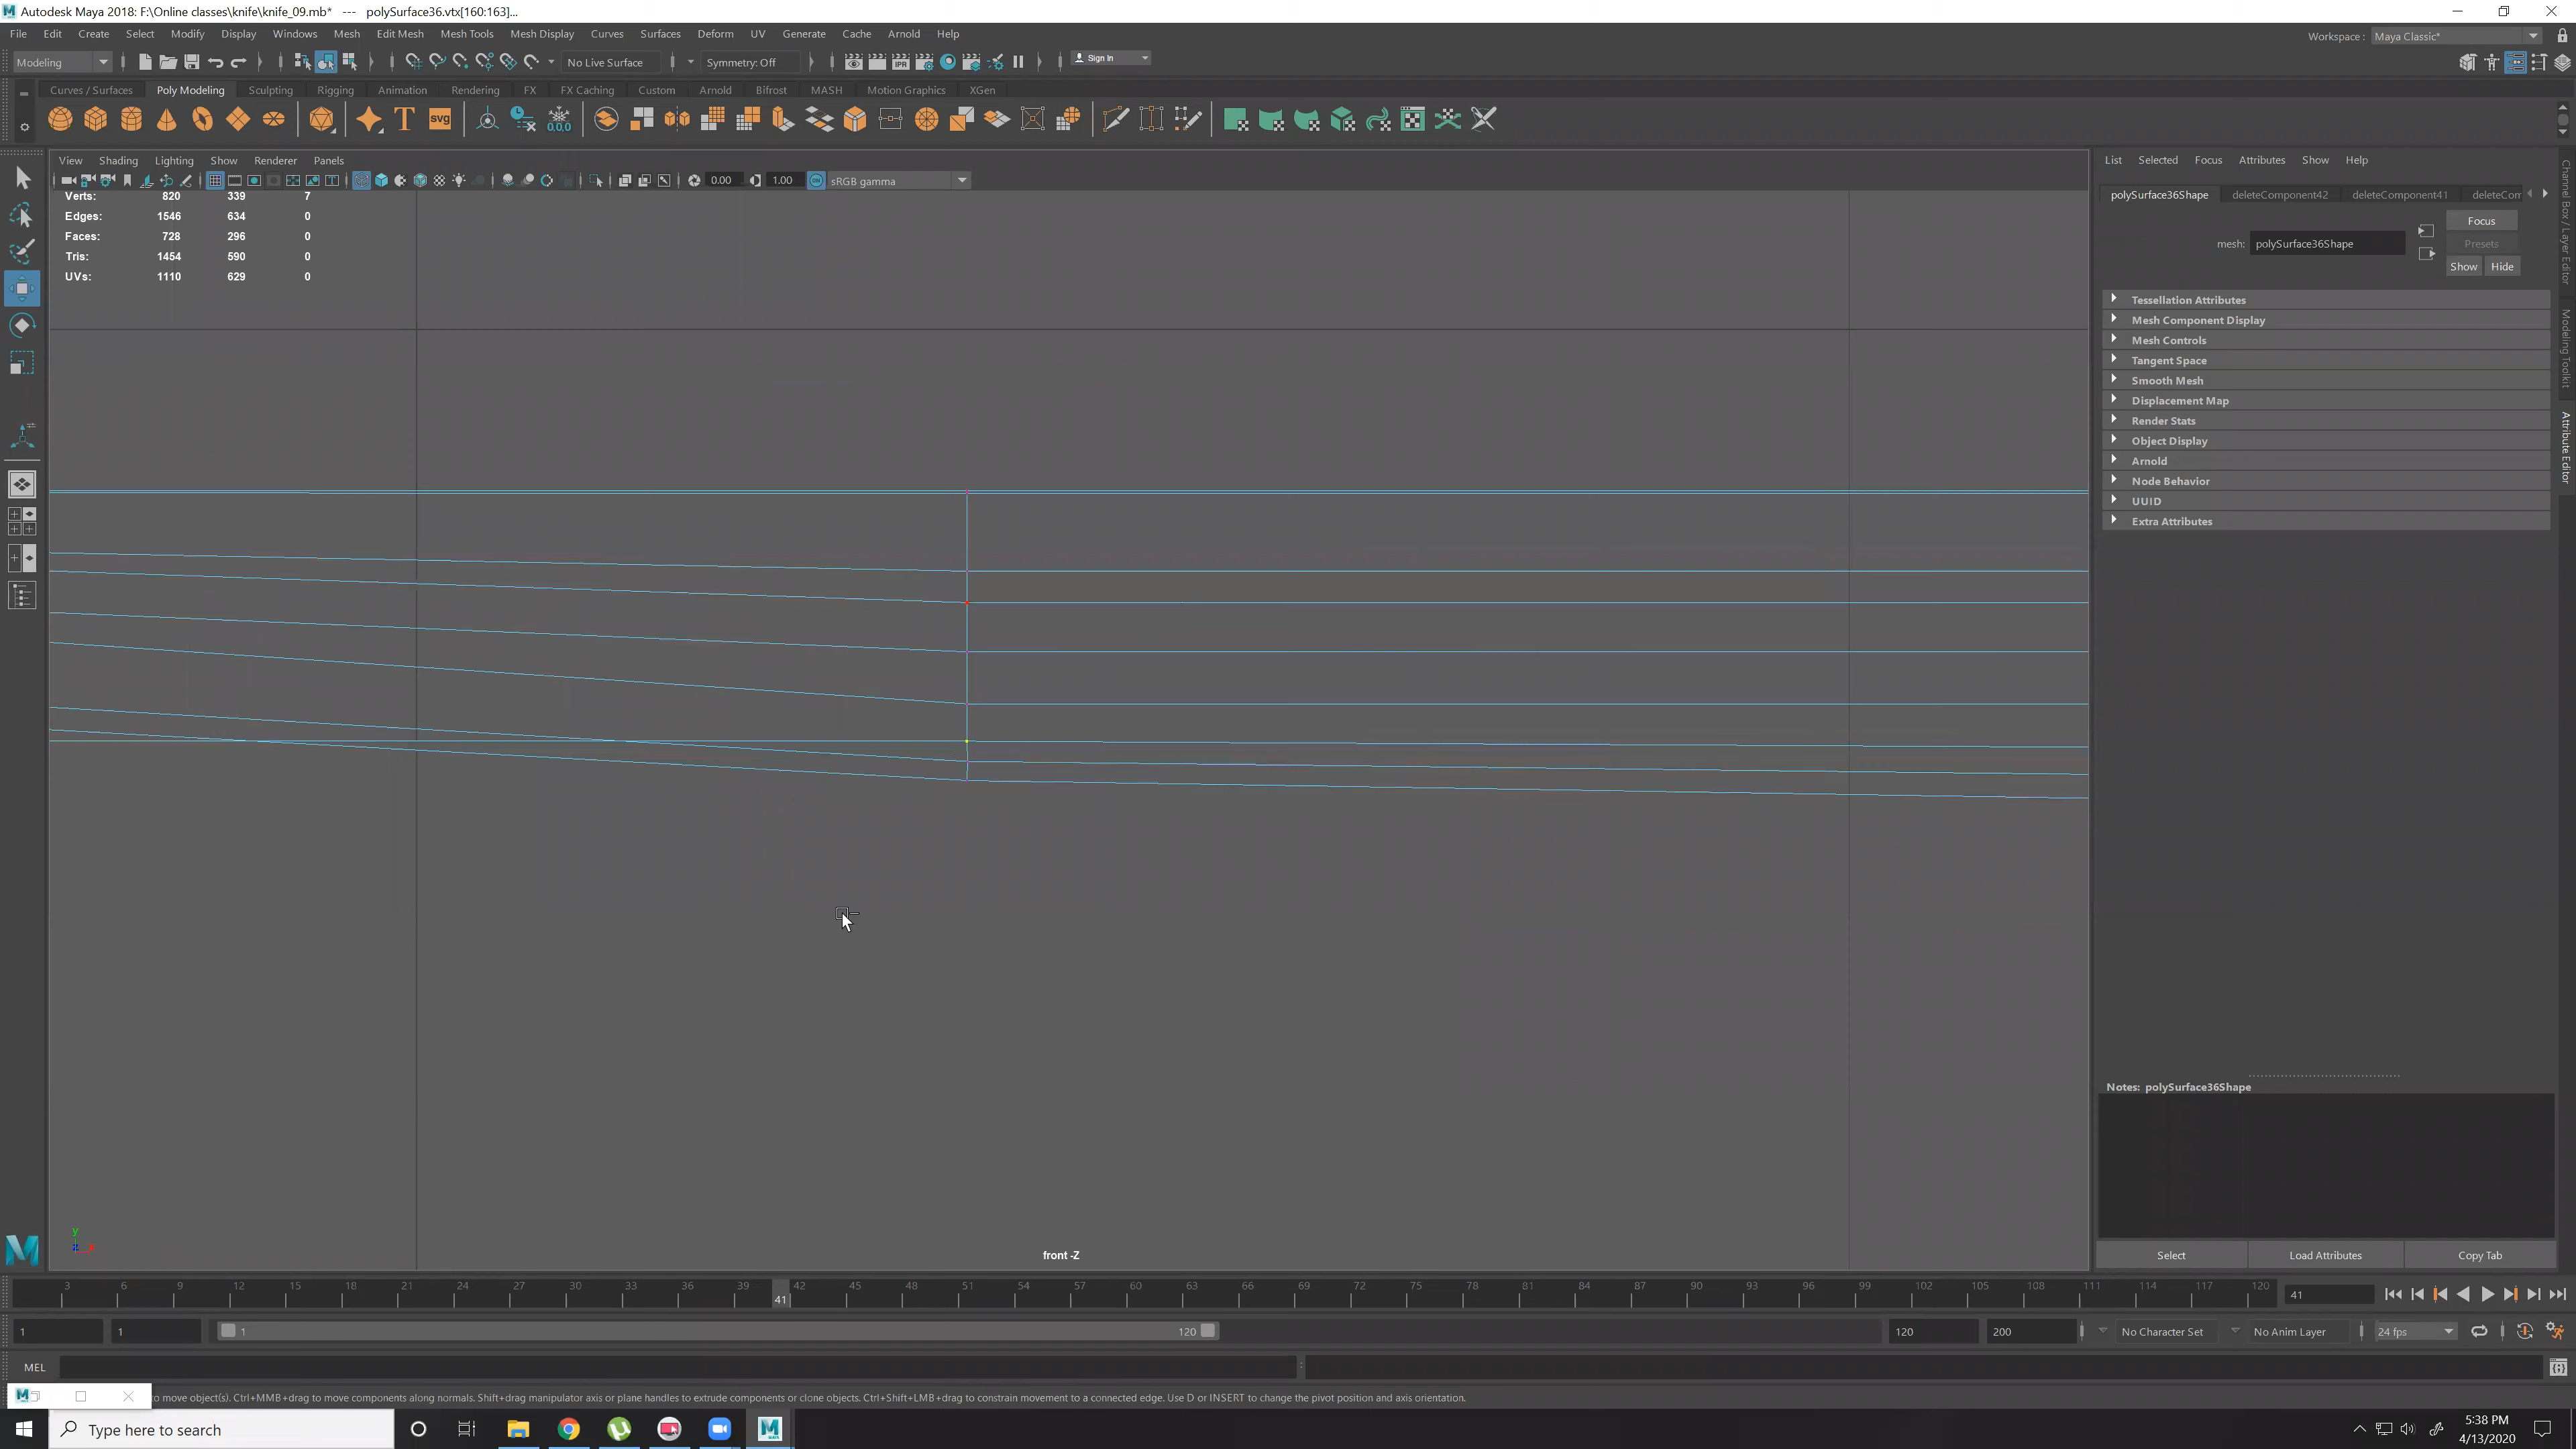 Autodesk Maya 2018: F:\Online classes\knife\knife_09.mb* --- polySurface36.vtx[160:163]...
File Edit Create Select Modify Display Windows Mesh Edit Mesh Mesh Tools Mesh Display Curves Surfaces Deform UV Generate Cache Arnold Help
Workspace : Maya Classic*
Modeling No Live Surface Symmetry: Off Sign In
Curves / Surfaces Poly Modeling Sculpting Rigging Animation Rendering FX FX Caching Custom Arnold Bifrost MASH Motion Graphics XGen
View Shading Lighting Show Renderer Panels
0.00 1.00 sRGB gamma
Verts: 820 339 7
Edges: 1546 634 0
Faces: 728 296 0
Tris: 1454 590 0
UVs: 1110 629 0
front -Z
List Selected Focus Attributes Show Help
polySurface36Shape deleteComponent42 deleteComponent41 deleteCom
Focus
mesh: polySurface36Shape
Presets
Show Hide
Tessellation Attributes
Mesh Component Display
Mesh Controls
Tangent Space
Smooth Mesh
Displacement Map
Render Stats
Object Display
Arnold
Node Behavior
UUID
Extra Attributes
Notes: polySurface36Shape
Select Load Attributes Copy Tab
Channel Box / Layer Editor
Modeling Toolkit
Attribute Editor
3 6 9 12 15 18 21 24 27 30 33 36 39 41 42 45 48 51 54 57 60 63 66 69 72 75 78 81 84 87 90 93 96 99 102 105 108 111 114 117 120 41
1 1 1 120 120 200 No Character Set No Anim Layer 24 fps
MEL
to move object(s). Ctrl+MMB+drag to move components along normals. Shift+drag manipulator axis or plane handles to extrude components or clone objects. Ctrl+Shift+LMB+drag to constrain movement to a connected edge. Use D or INSERT to change the pivot position and axis orientation.
Type here to search
5:38 PM
4/13/2020